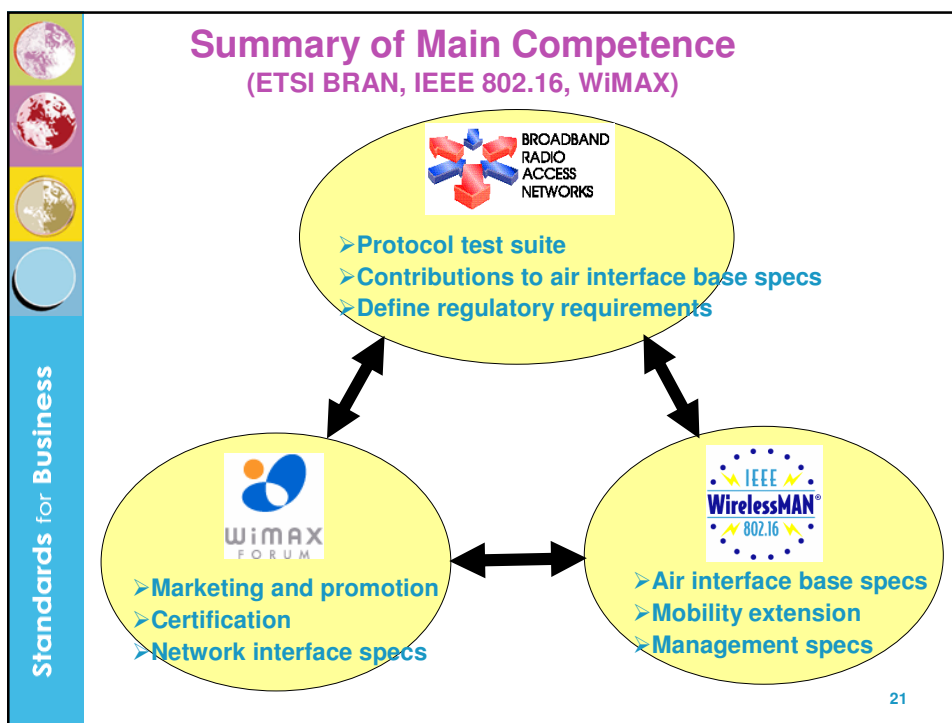 Summary of Main Competence
(ETSI BRAN, IEEE 802.16, WiMAX)
BROADBAND
RADIO
ACCESS
NETWORKS
➢Protocol test suite
➢Contributions to air interface base specs
➢Define regulatory requirements
WiMAX
FORUM
➢Marketing and promotion
➢Certification
➢Network interface specs
IEEE
WirelessMAN®
802.16
➢Air interface base specs
➢Mobility extension
➢Management specs
Standards for Business
21